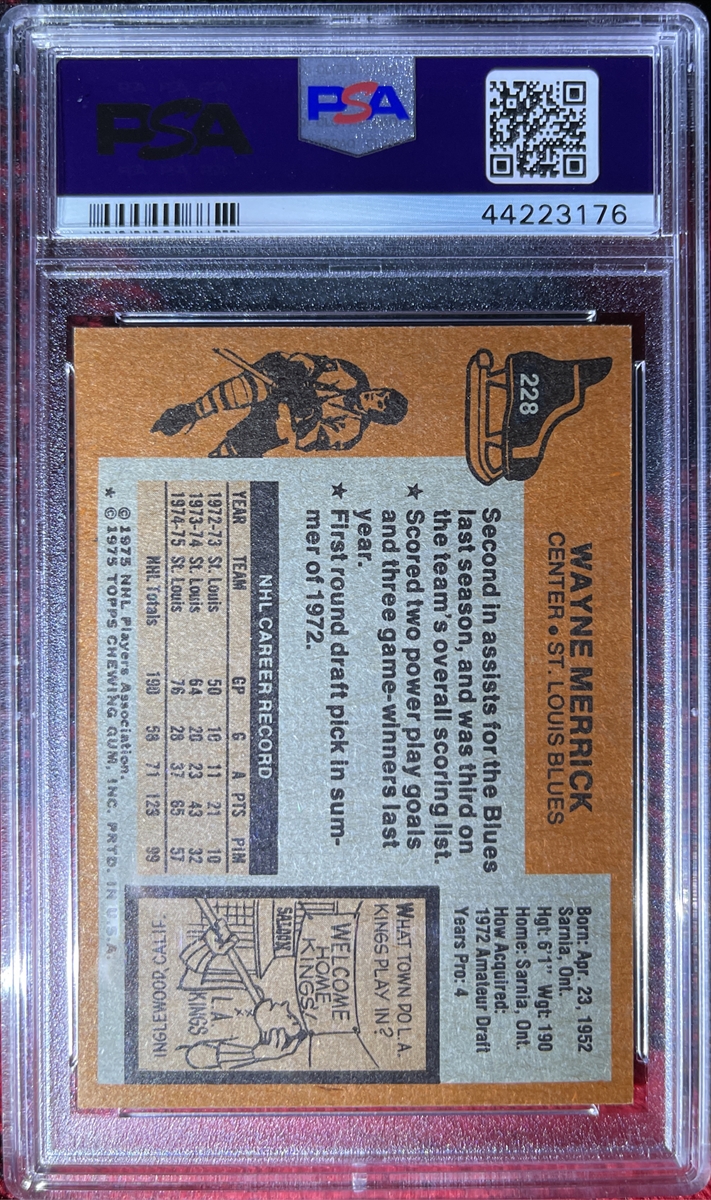 PSA
PSA
44223176
228
WAYNE MERRICK
CENTER • ST. LOUIS BLUES
Second in assists for the Blues
last season, and was third on
the team's overall scoring list.
★ Scored two power play goals
and three game-winners last
year.
★ First round draft pick in sum-
mer of 1972.
NHL CAREER RECORD
YEAR TEAM GP G A PTS PIM
1972-73 St. Louis 50 10 11 21 10
1973-74 St. Louis 64 20 23 43 32
1974-75 St. Louis 76 28 37 65 57
NHL Totals 190 58 71 129 99
© 1975 NHL Players Association.
★ © 1975 TOPPS CHEWING GUM, INC. PRTD. IN U.S.A.
Born: Apr. 23, 1952
Sarnia, Ont.
Hgt: 6'1" Wgt: 190
Home: Sarnia, Ont.
How Acquired:
1972 Amateur Draft
Years Pro: 4
WHAT TOWN DO L.A.
KINGS PLAY IN?
WELCOME
HOME
KINGS!
SALOON
L.A.
KINGS
INGLEWOOD, CALIF.